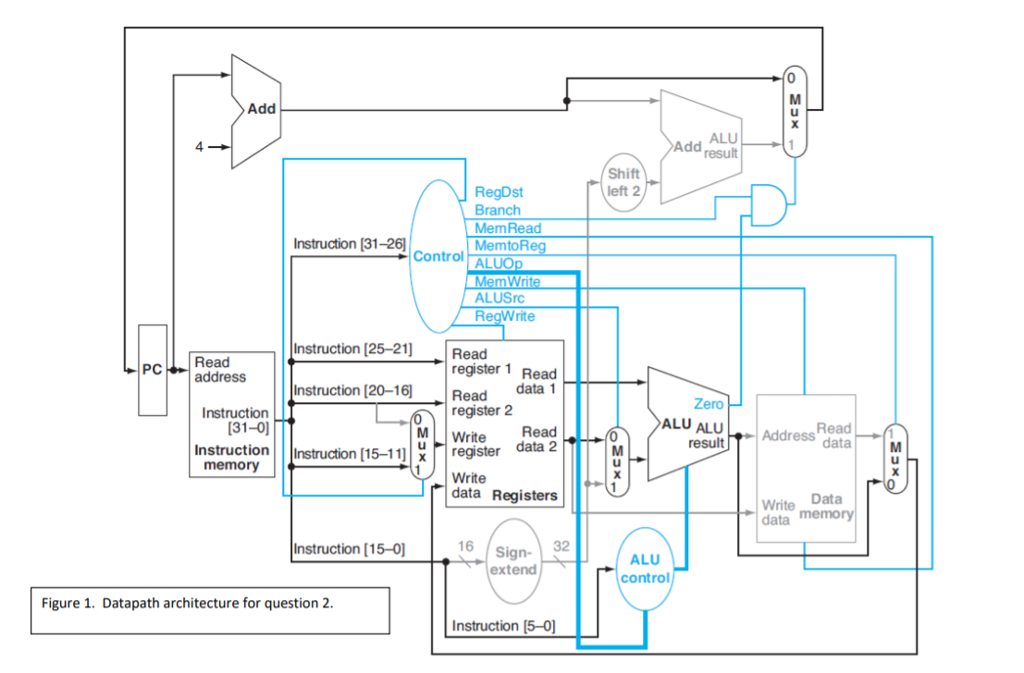 0
M
u
x
1
Add
4
Add
ALU
result
Shift
left 2
RegDst
Branch
MemRead
MemtoReg
ALUOp
MemWrite
ALUSrc
RegWrite
Instruction [31–26]
Control
PC
Read
address
Instruction
[31–0]
Instruction
memory
Instruction [25–21]
Instruction [20–16]
Instruction [15–11]
0
M
u
x
1
Read
register 1
Read
register 2
Write
register
Write
data
Registers
Read
data 1
Read
data 2
0
M
u
x
1
Zero
ALU
ALU
result
Address
Read
data
Write
data
Data
memory
1
M
u
x
0
Instruction [15–0]
16
Sign-
extend
32
ALU
control
Instruction [5–0]
Figure 1. Datapath architecture for question 2.